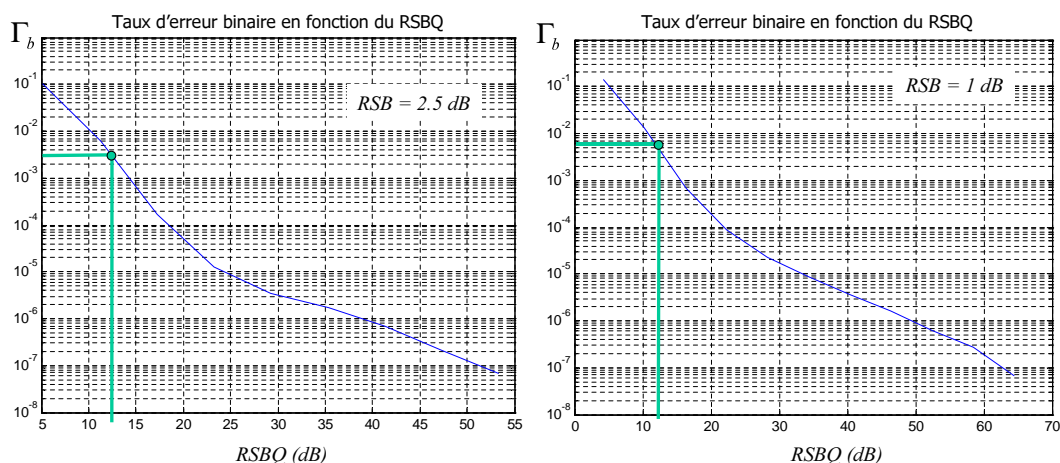 Taux d'erreur binaire en fonction du RSBQ
Γb
10-1
10-2
10-3
10-4
10-5
10-6
10-7
10-8
RSB = 2.5 dB
5 10 15 20 25 30 35 40 45 50 55
RSBQ (dB)
Taux d'erreur binaire en fonction du RSBQ
Γb
10-1
10-2
10-3
10-4
10-5
10-6
10-7
10-8
RSB = 1 dB
0 10 20 30 40 50 60 70
RSBQ (dB)